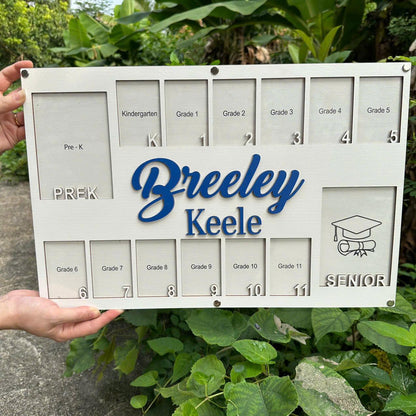 Kindergarten Grade 1 Grade 2 Grade 3 Grade 4 Grade 5
Pre - K
PREK K 1 2 3 4 5
Breeley
Keele
Grade 6 Grade 7 Grade 8 Grade 9 Grade 10 Grade 11
6 7 8 9 10 11
SENIOR